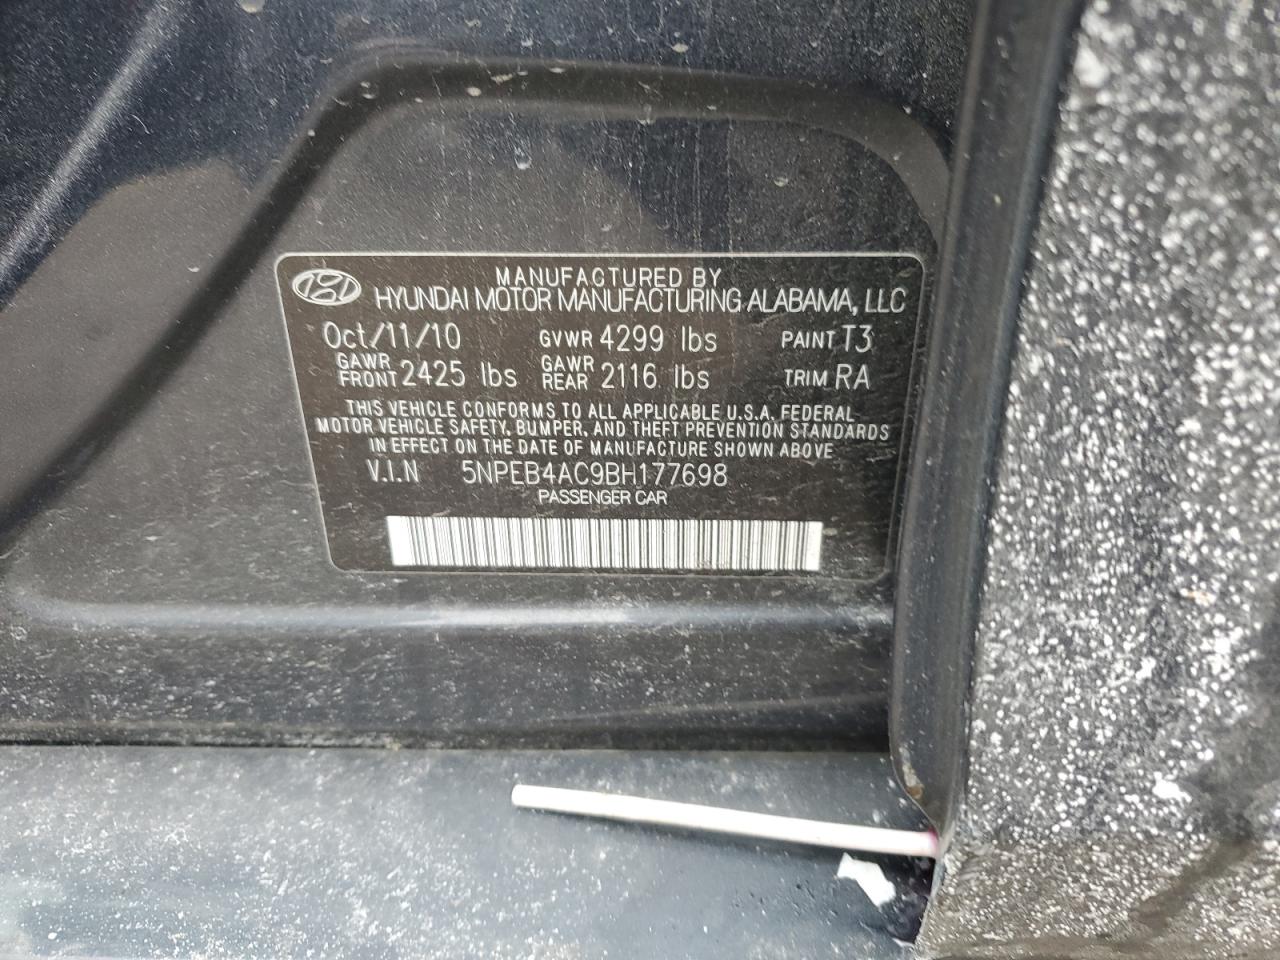 MANUFACTURED BY
HYUNDAI MOTOR MANUFACTURING ALABAMA, LLC
Oct/11/10 GVWR 4299 lbs PAINT T3
GAWR FRONT 2425 lbs GAWR REAR 2116 lbs TRIM RA
THIS VEHICLE CONFORMS TO ALL APPLICABLE U.S.A. FEDERAL
MOTOR VEHICLE SAFETY, BUMPER, AND THEFT PREVENTION STANDARDS
IN EFFECT ON THE DATE OF MANUFACTURE SHOWN ABOVE
V.I.N 5NPEB4AC9BH177698
PASSENGER CAR